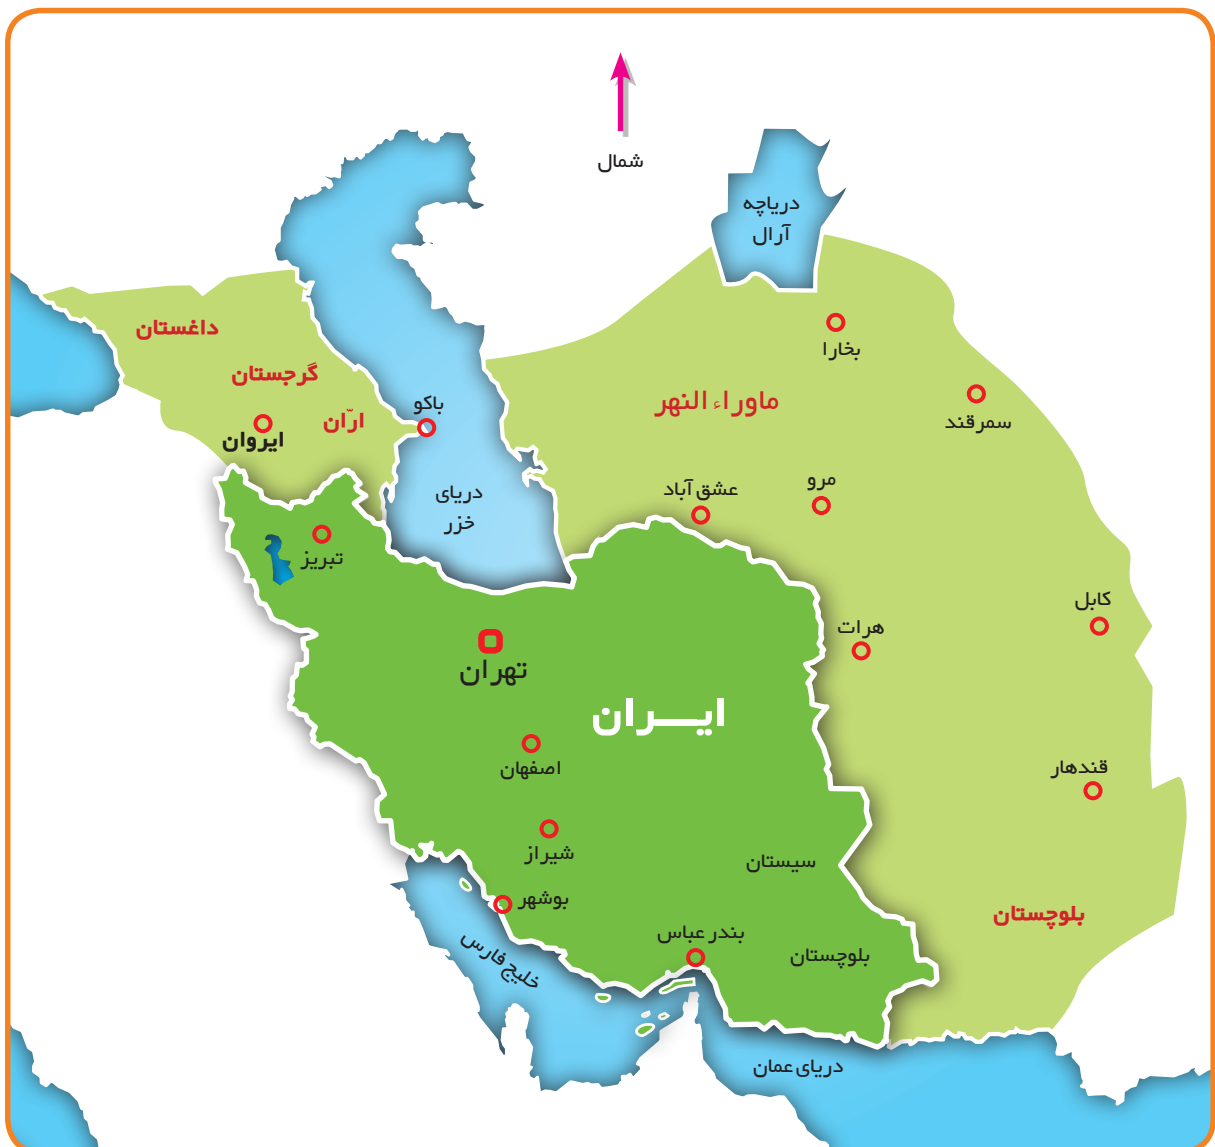 شمال
دریاچه
آرال
داغستان
گرجستان
ارّان
ایروان
باکو
دریای
خزر
ماوراء النهر
بخارا
سمرقند
مرو
عشق آباد
تبریز
تهران
ایـــران
هرات
کابل
قندهار
اصفهان
شیراز
بوشهر
سیستان
بلوچستان
بندر عباس
بلوچستان
خلیج فارس
دریای عمان